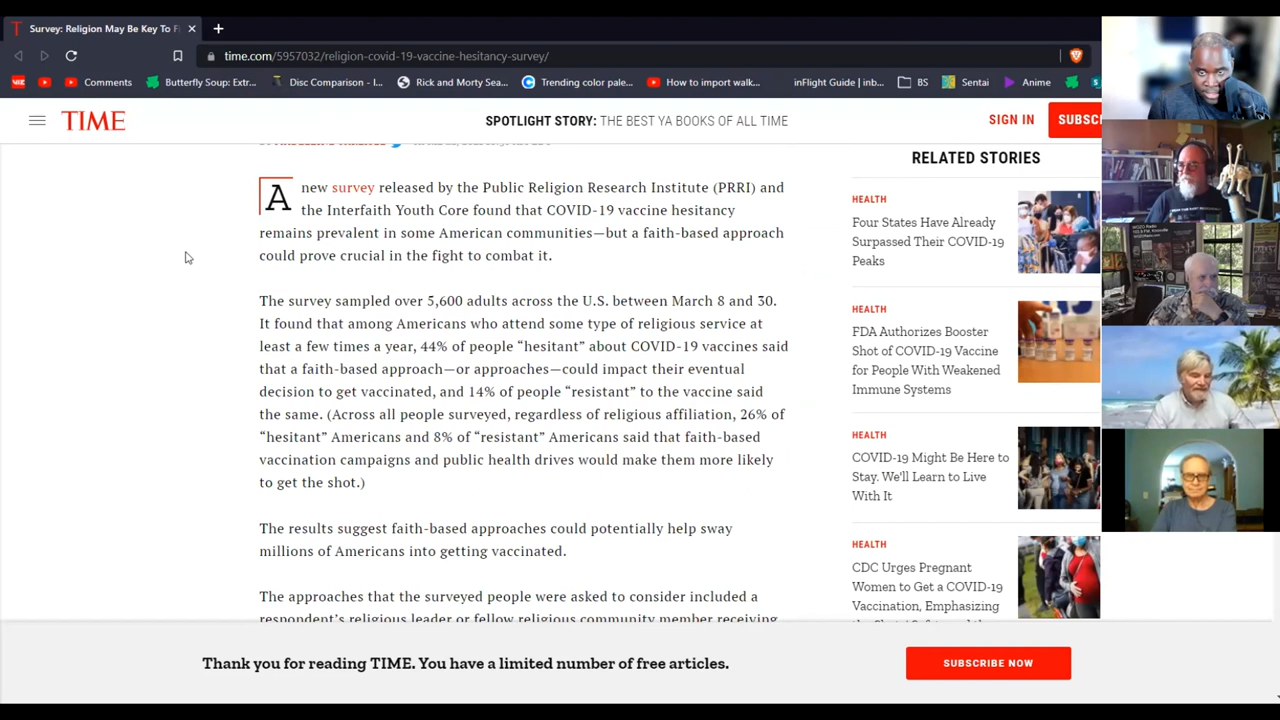 Survey: Religion May Be Key To F
time.com/5957032/religion-covid-19-vaccine-hesitancy-survey/
Comments
Butterfly Soup: Extr...
Disc Comparison - I...
Rick and Morty Sou...
Trending color pale...
How to import walk...
inFlight Guide | inb...
BS
Sentai
Anime
TIME
SPOTLIGHT STORY: THE BEST YA BOOKS OF ALL TIME
SIGN IN
SUBSC
A new survey released by the Public Religion Research Institute (PRRI) and
the Interfaith Youth Core found that COVID-19 vaccine hesitancy
remains prevalent in some American communities—but a faith-based approach
could prove crucial in the fight to combat it.
The survey sampled over 5,600 adults across the U.S. between March 8 and 30.
It found that among Americans who attend some type of religious service at
least a few times a year, 44% of people “hesitant” about COVID-19 vaccines said
that a faith-based approach—or approaches—could impact their eventual
decision to get vaccinated, and 14% of people “resistant” to the vaccine said
the same. (Across all people surveyed, regardless of religious affiliation, 26% of
“hesitant” Americans and 8% of “resistant” Americans said that faith-based
vaccination campaigns and public health drives would make them more likely
to get the shot.)
The results suggest faith-based approaches could potentially help sway
millions of Americans into getting vaccinated.
The approaches that the surveyed people were asked to consider included a
respondent’s religious leader or fellow religious community member receiving
RELATED STORIES
HEALTH
Four States Have Already
Surpassed Their COVID-19
Peaks
HEALTH
FDA Authorizes Booster
Shot of COVID-19 Vaccine
for People With Weakened
Immune Systems
HEALTH
COVID-19 Might Be Here to
Stay. We'll Learn to Live
With It
HEALTH
CDC Urges Pregnant
Women to Get a COVID-19
Vaccination, Emphasizing
Thank you for reading TIME. You have a limited number of free articles.
SUBSCRIBE NOW